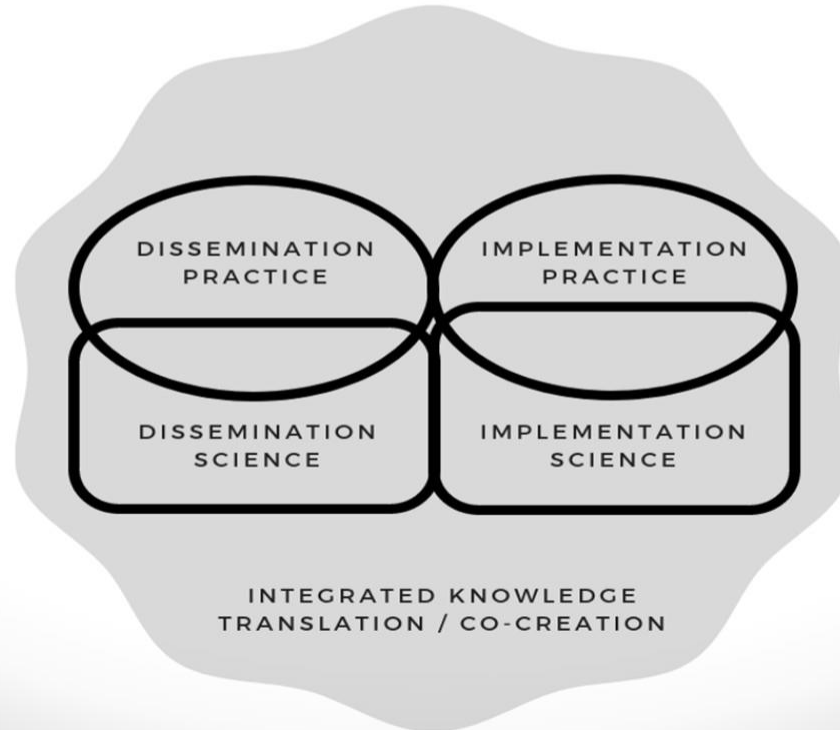 DISSEMINATION
PRACTICE
IMPLEMENTATION
PRACTICE
DISSEMINATION
SCIENCE
IMPLEMENTATION
SCIENCE
INTEGRATED KNOWLEDGE
TRANSLATION / CO-CREATION